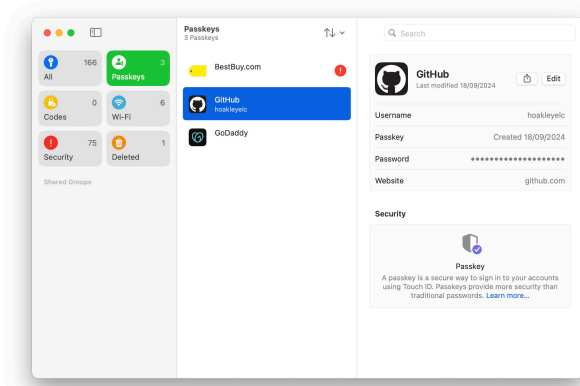 166
All
3
Passkeys
0
Codes
6
Wi-Fi
75
Security
1
Deleted
Shared Groups
Passkeys
3 Passkeys
BestBuy.com
GitHub
hoakleyelc
GoDaddy
Search
GitHub
Last modified 18/09/2024
Edit
Username hoakleyelc
Passkey Created 18/09/2024
Password ••••••••••••••••••••
Website github.com
Security
Passkey
A passkey is a secure way to sign in to your accounts
using Touch ID. Passkeys provide more security than
traditional passwords. Learn more...